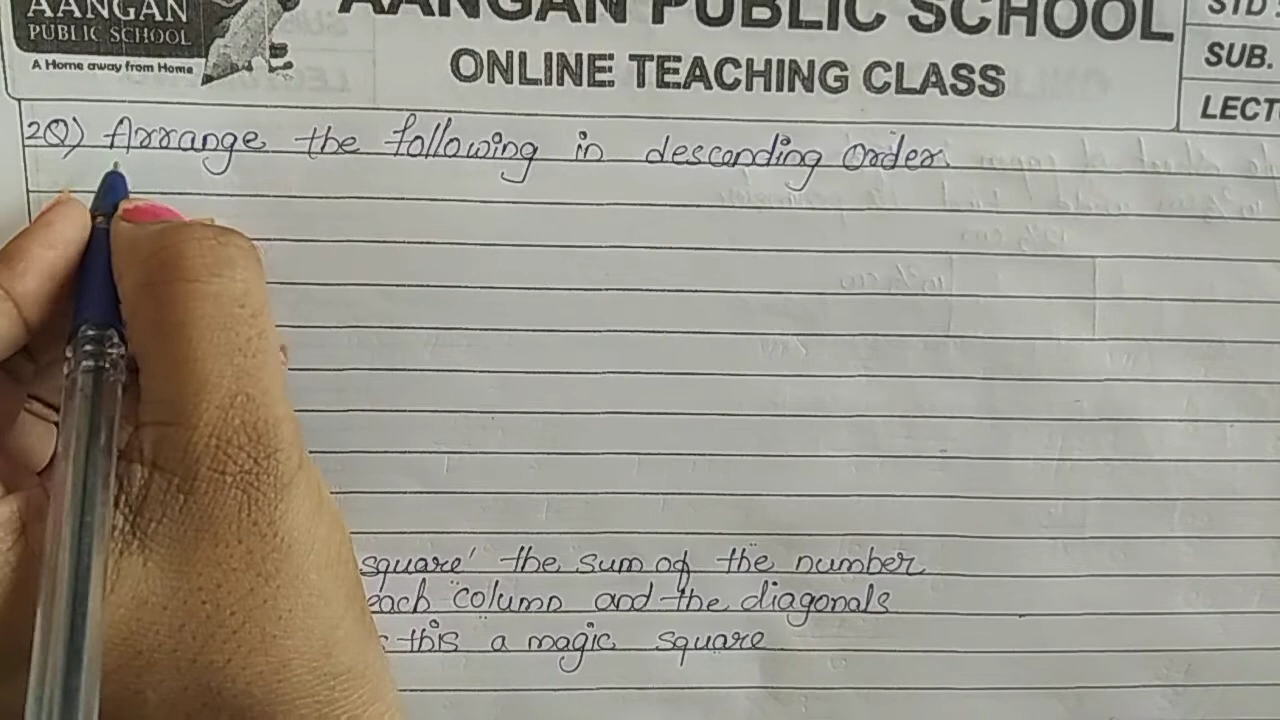 AANGAN
PUBLIC SCHOOL
A Home away from Home
AANGAN PUBLIC SCHOOL
ONLINE TEACHING CLASS
STD
SUB.
LECT
2Q) Arrange the following in descending order.
square' the sum of the number
each column and the diagonals
this a magic square